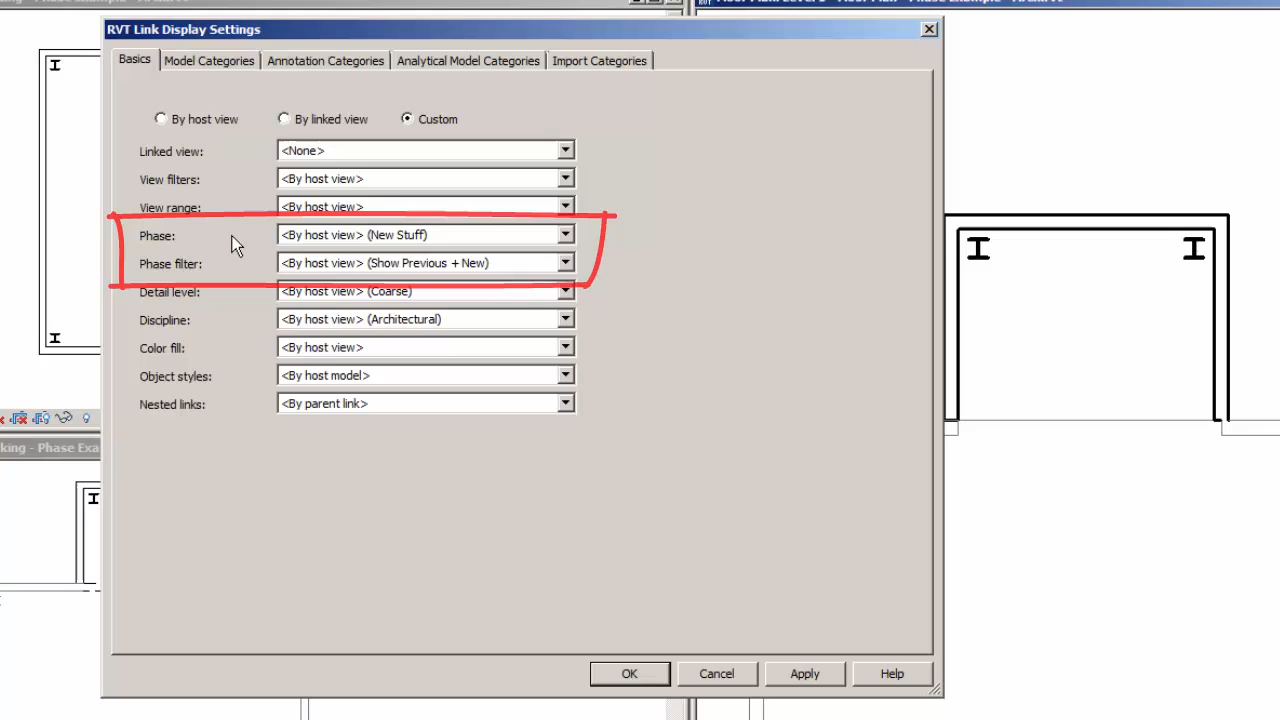 RVT Link Display Settings
Basics Model Categories Annotation Categories Analytical Model Categories Import Categories
By host view By linked view Custom
Linked view: <None>
View filters: <By host view>
View range: <By host view>
Phase: <By host view> (New Stuff)
Phase filter: <By host view> (Show Previous + New)
Detail level: <By host view> (Coarse)
Discipline: <By host view> (Architectural)
Color fill: <By host view>
Object styles: <By host model>
Nested links: <By parent link>
king - Phase Exa
OK Cancel Apply Help